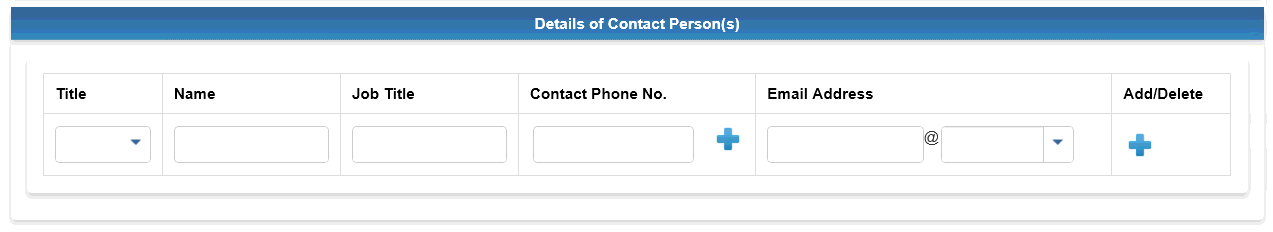 Details of Contact Person(s)
Title Name Job Title Contact Phone No. Email Address Add/Delete
@